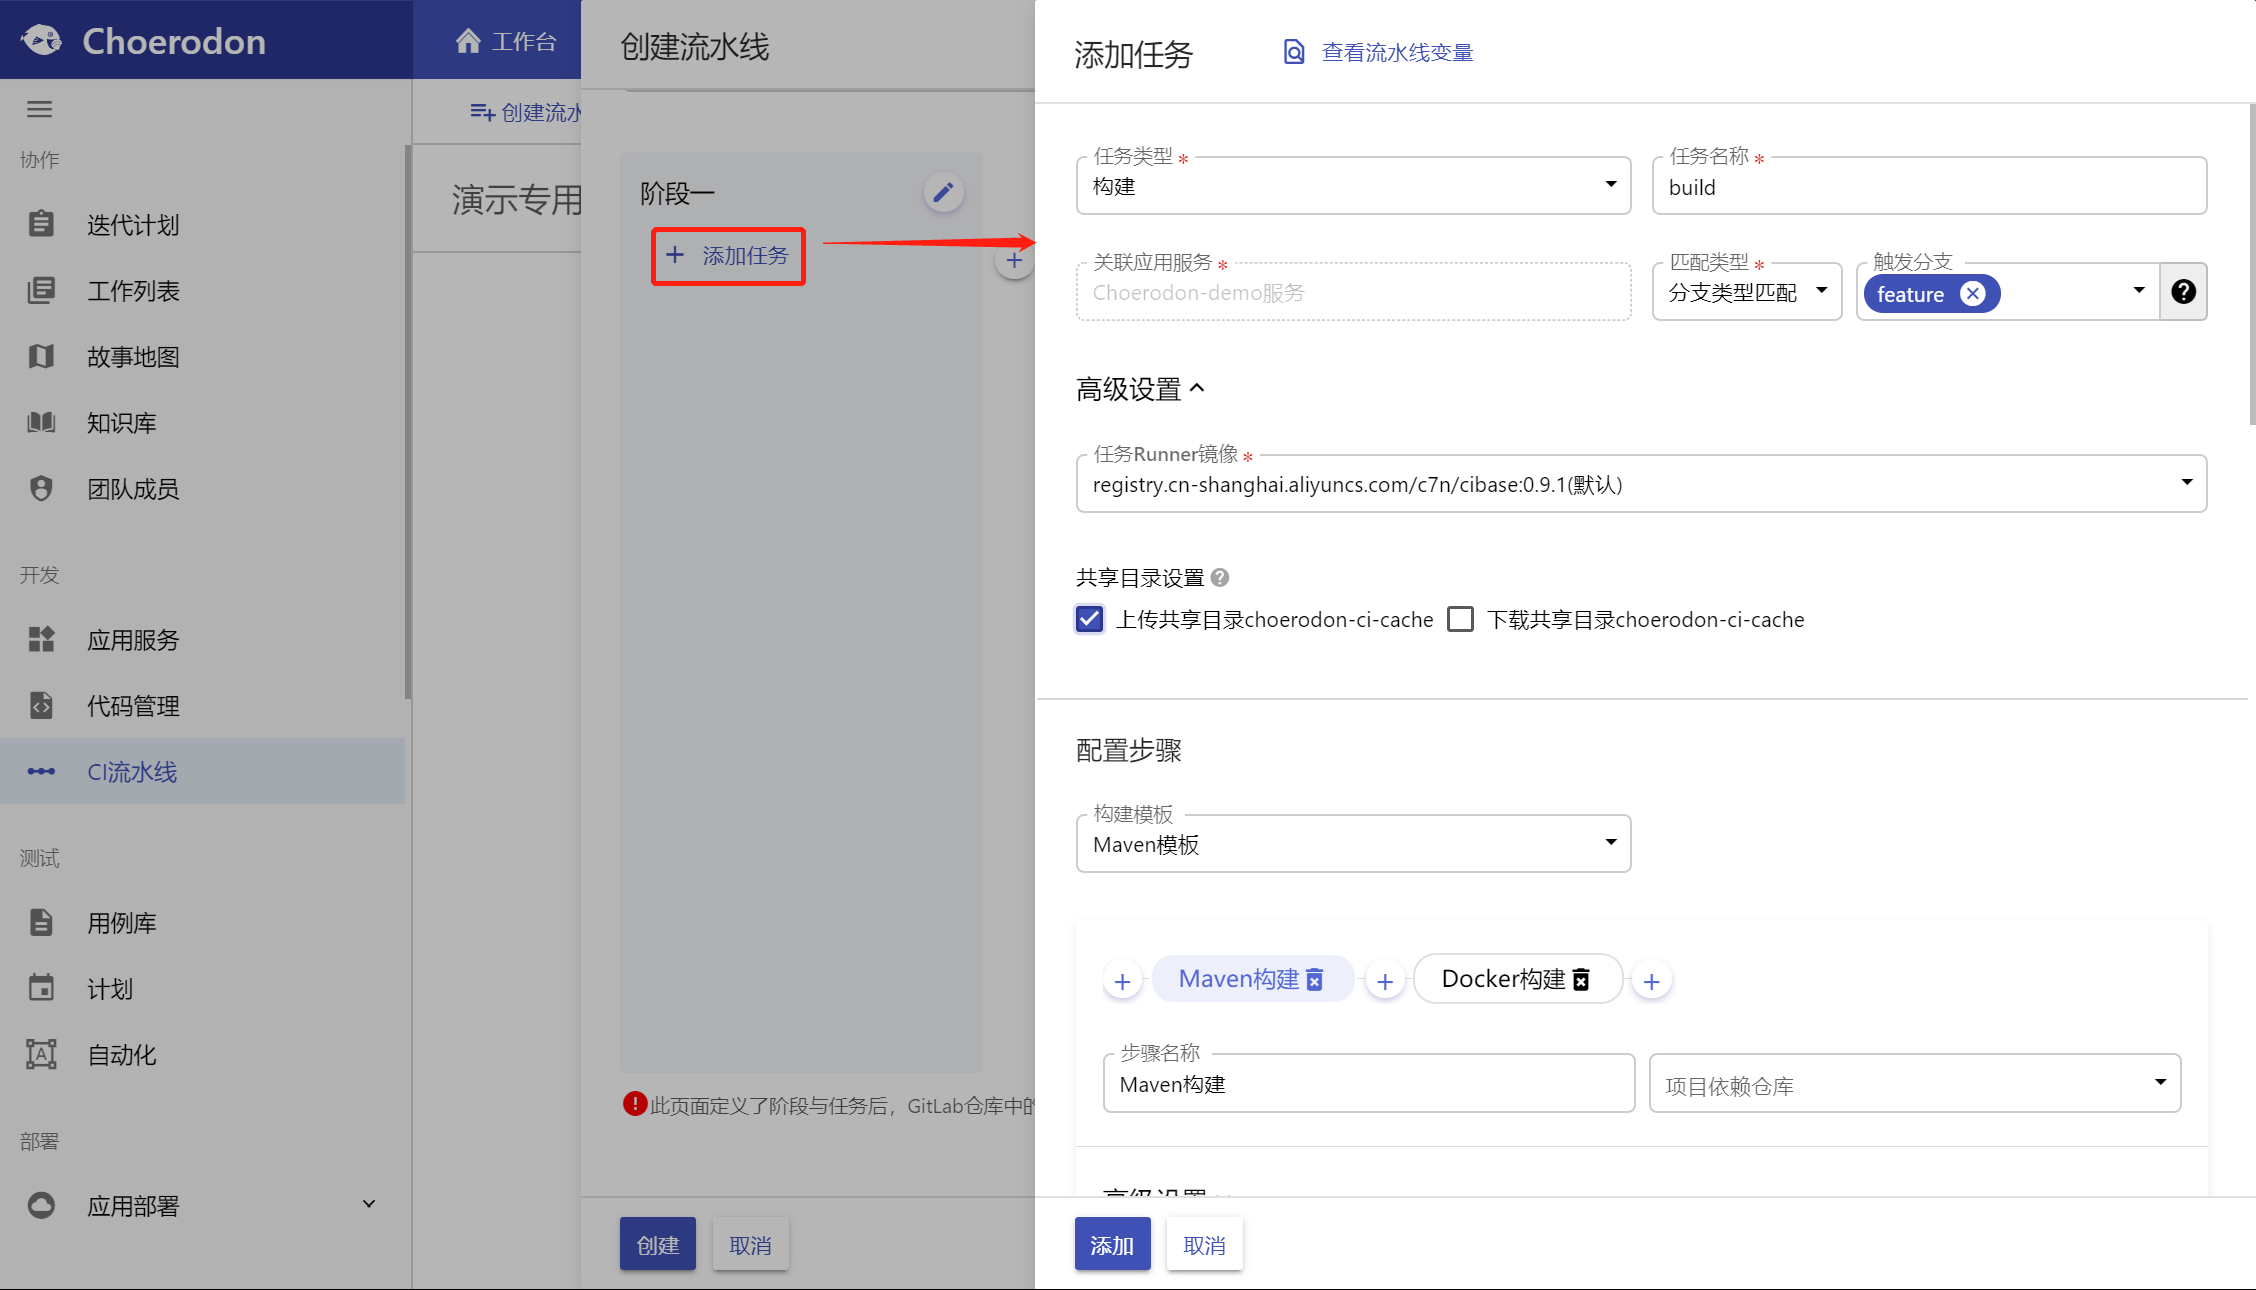 Choerodon
工作台
协作
迭代计划
工作列表
故事地图
知识库
团队成员
开发
应用服务
代码管理
CI流水线
测试
用例库
计划
自动化
部署
应用部署
创建流水
演示专用
创建流水线
阶段一
+ 添加任务
此页面定义了阶段与任务后，GitLab仓库中的
创建 取消
添加任务 查看流水线变量
任务类型 * 任务名称 *
构建 build
关联应用服务 * 匹配类型 * 触发分支
Choerodon-demo服务 分支类型匹配 feature
高级设置
任务Runner镜像 *
registry.cn-shanghai.aliyuncs.com/c7n/cibase:0.9.1(默认)
共享目录设置
上传共享目录choerodon-ci-cache 下载共享目录choerodon-ci-cache
配置步骤
构建模板
Maven模板
+ Maven构建 + Docker构建 +
步骤名称
Maven构建 项目依赖仓库
高级设置
添加 取消